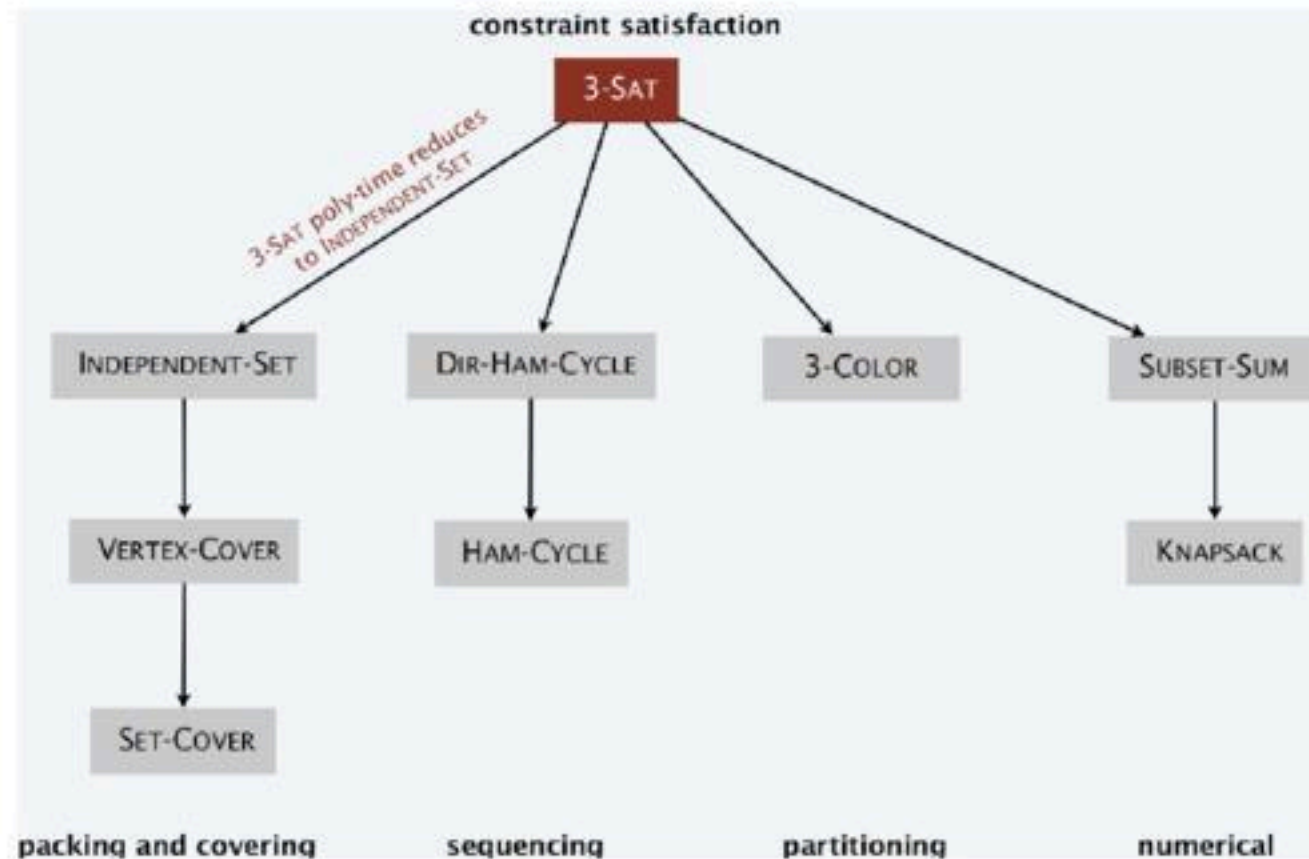 constraint satisfaction
3-SAT
3-SAT poly-time reduces
to INDEPENDENT-SET
INDEPENDENT-SET
DIR-HAM-CYCLE
3-COLOR
SUBSET-SUM
VERTEX-COVER
HAM-CYCLE
KNAPSACK
SET-COVER
packing and covering
sequencing
partitioning
numerical